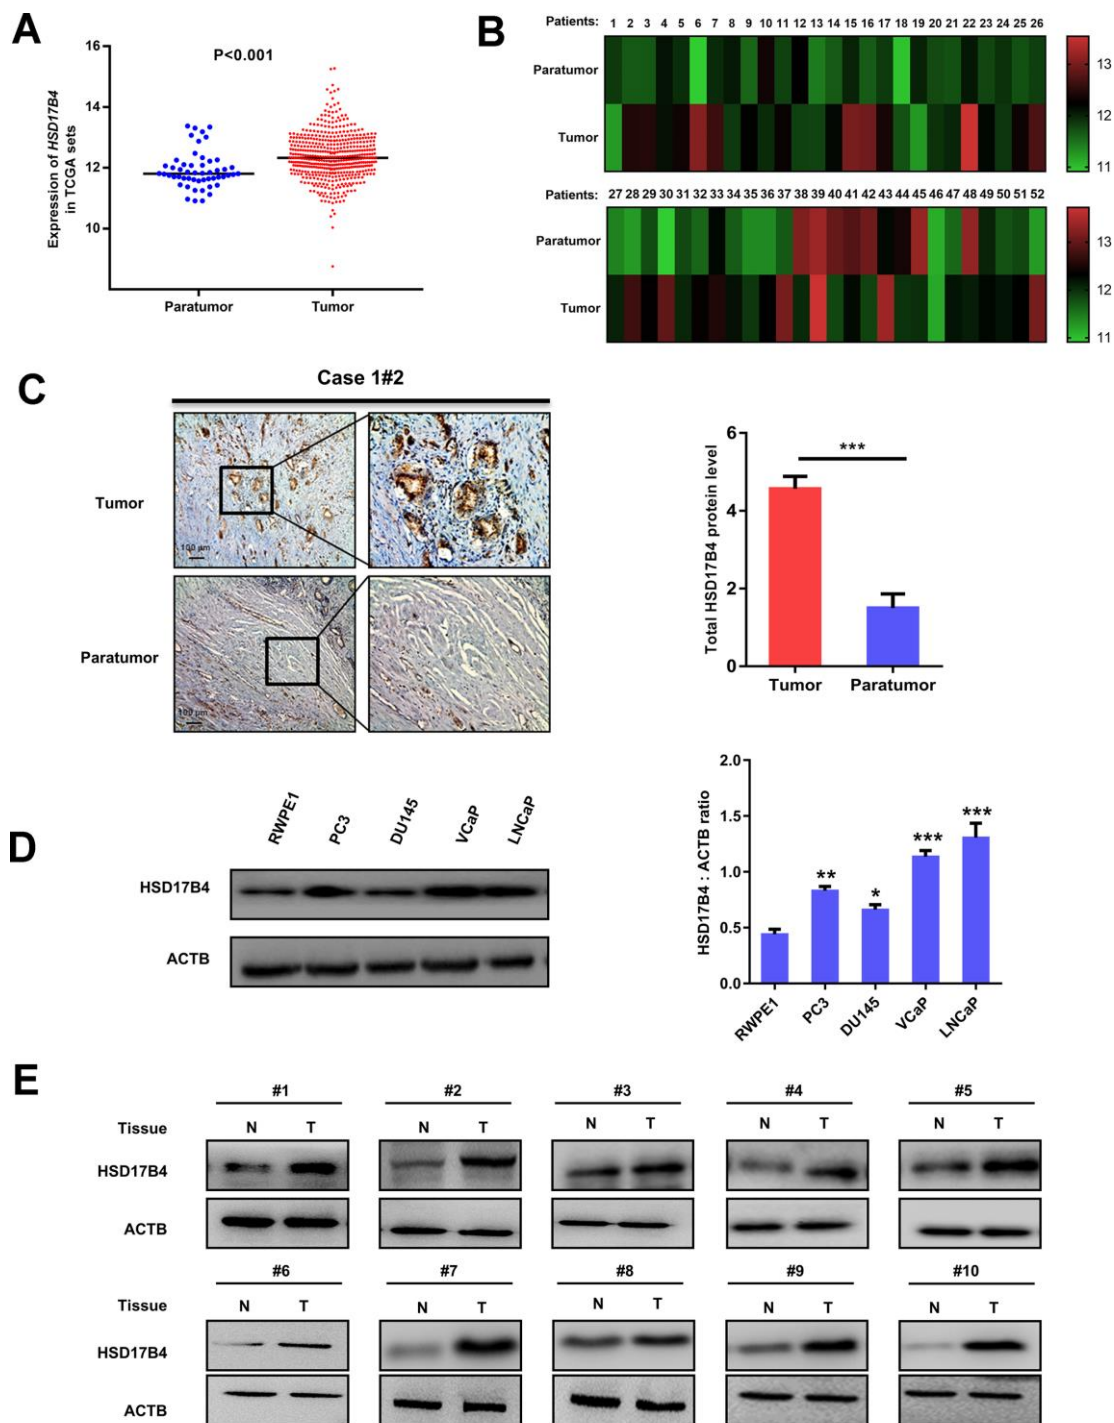 A
16
14
12
10
P<0.001
Expression of HSD17B4
in TCGA sets
Paratumor
Tumor
B
Patients: 1 2 3 4 5 6 7 8 9 10 11 12 13 14 15 16 17 18 19 20 21 22 23 24 25 26
Paratumor
Tumor
13
12
11
Patients: 27 28 29 30 31 32 33 34 35 36 37 38 39 40 41 42 43 44 45 46 47 48 49 50 51 52
Paratumor
Tumor
13
12
11
C
Case 1#2
Tumor
100 μm
Paratumor
100 μm
Total HSD17B4 protein level
6
4
2
0
***
Tumor
Paratumor
D
RWPE1 PC3 DU145 VCaP LNCaP
HSD17B4
ACTB
HSD17B4 : ACTB ratio
2.0
1.5
1.0
0.5
0.0
** * *** ***
RWPE1 PC3 DU145 VCaP LNCaP
E
#1 #2 #3 #4 #5
Tissue N T N T N T N T N T
HSD17B4
ACTB
#6 #7 #8 #9 #10
Tissue N T N T N T N T N T
HSD17B4
ACTB